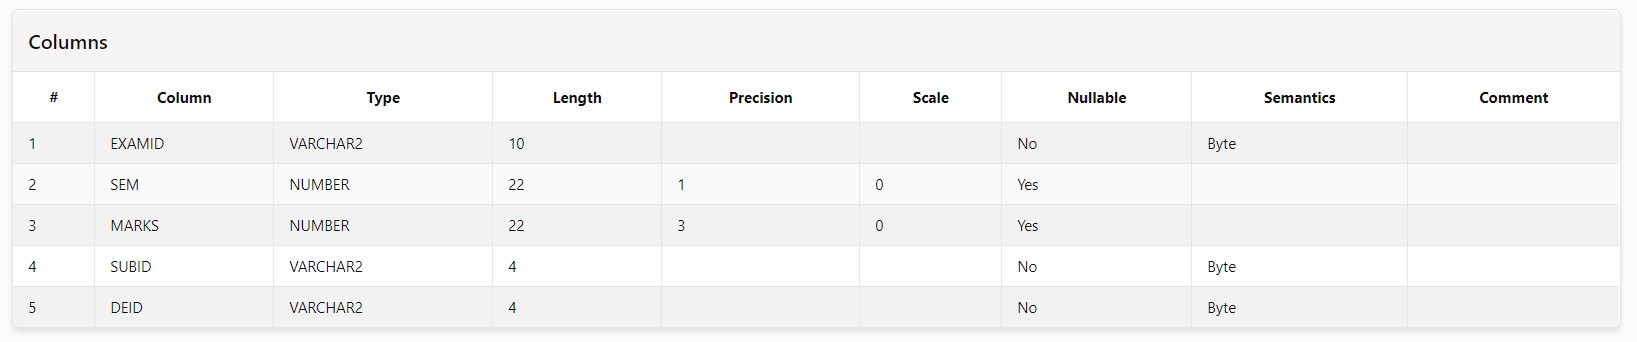 Columns
# Column Type Length Precision Scale Nullable Semantics Comment
1 EXAMID VARCHAR2 10 No Byte
2 SEM NUMBER 22 1 0 Yes
3 MARKS NUMBER 22 3 0 Yes
4 SUBID VARCHAR2 4 No Byte
5 DEID VARCHAR2 4 No Byte